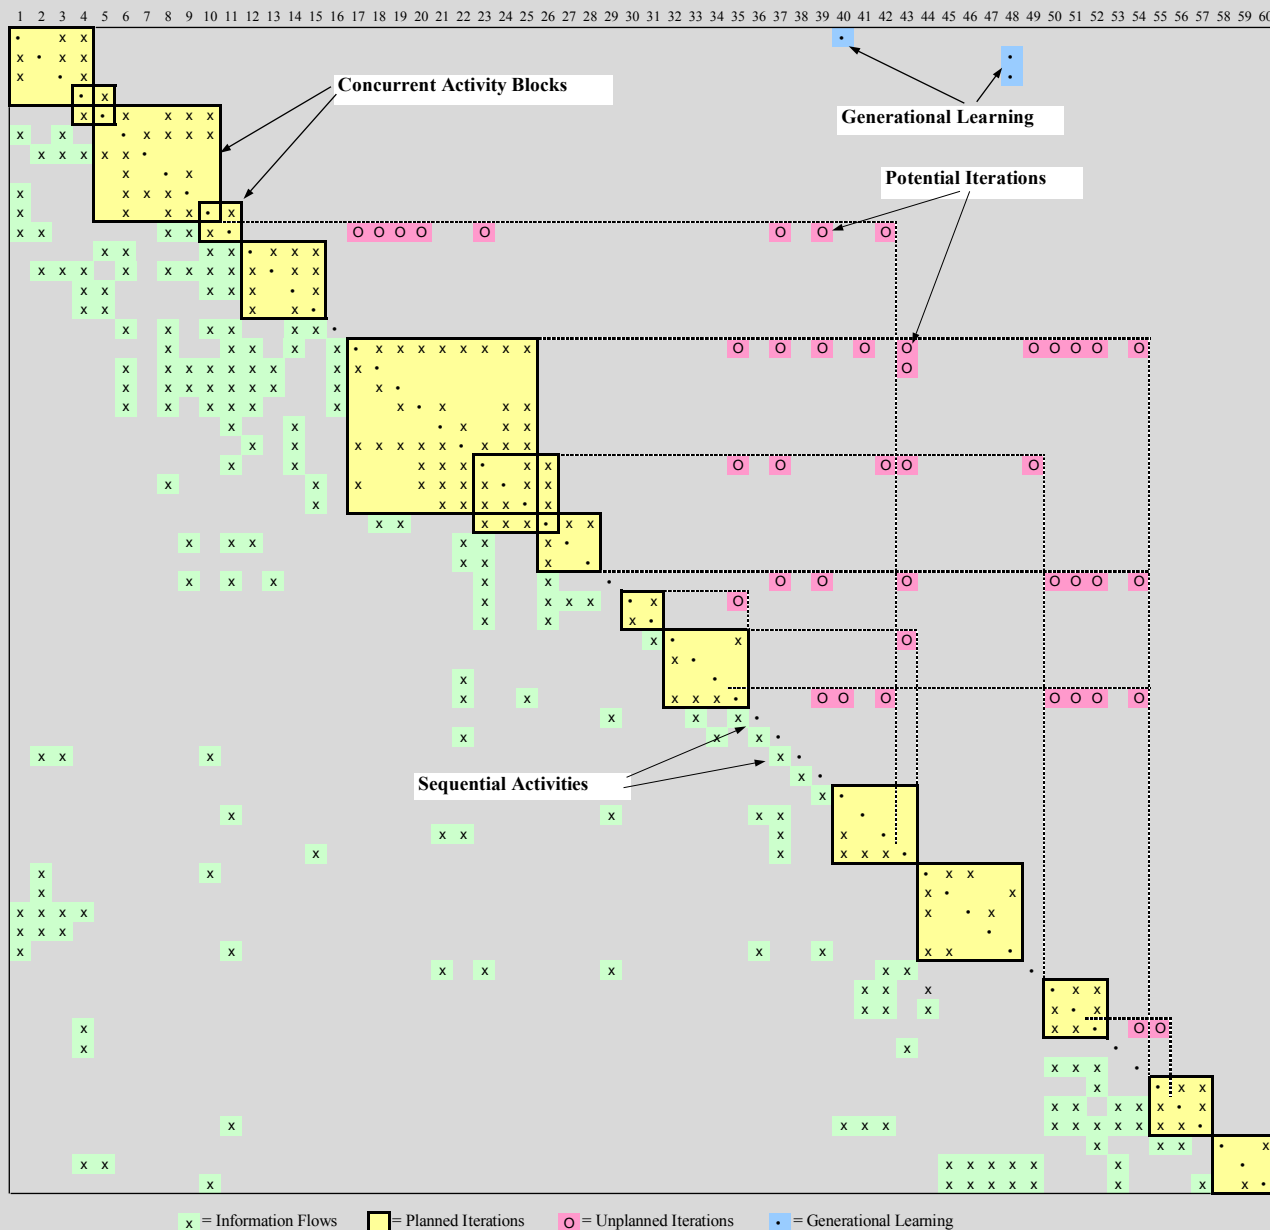 1 2 3 4 5 6 7 8 9 10 11 12 13 14 15 16 17 18 19 20 21 22 23 24 25 26 27 28 29 30 31 32 33 34 35 36 37 38 39 40 41 42 43 44 45 46 47 48 49 50 51 52 53 54 55 56 57 58 59 60
• x x •
x • x x •
x • x •
Concurrent Activity Blocks
• x
Generational Learning
x • x x x x
x x • x x x x
x x x x x x •
x • x
Potential Iterations
x x x x •
x x x x • x
x x x x x • O O O O O O O O
x x x x • x x x
x x x x x x x x x • x x
x x x x x • x
x x x x •
x x x x x x •
x x x x x • x x x x x x x x O O O O O O O O O O
x x x x x x x x x • O
x x x x x x x x x •
x x x x x x x • x x x
x x • x x x
x x x x x x x • x x x
x x x x x • x x O O O O O
x x x x x x x • x x
x x x x x • x
x x x x x • x x
x x x x x x •
x x x •
x x x x x • O O O O O O O
x x x x • x O
x x x •
x • x O
x •
x •
x x x x x • O O O O O O O
x x x •
x x x •
x x x x •
x •
Sequential Activities
x •
x x x x •
x x x x •
x x x x x •
x x • x x
x x • x
x x x x x • x
x x x •
x x x x x x •
x x x x x •
x x x • x x
x x x x • x
x x x • O O
x x •
x x x •
x • x x
x x x x x • x
x x x x x x x x x x x •
x x x • x
x x x x x x x x •
x x x x x x x x x •
x = Information Flows = Planned Iterations O = Unplanned Iterations • = Generational Learning